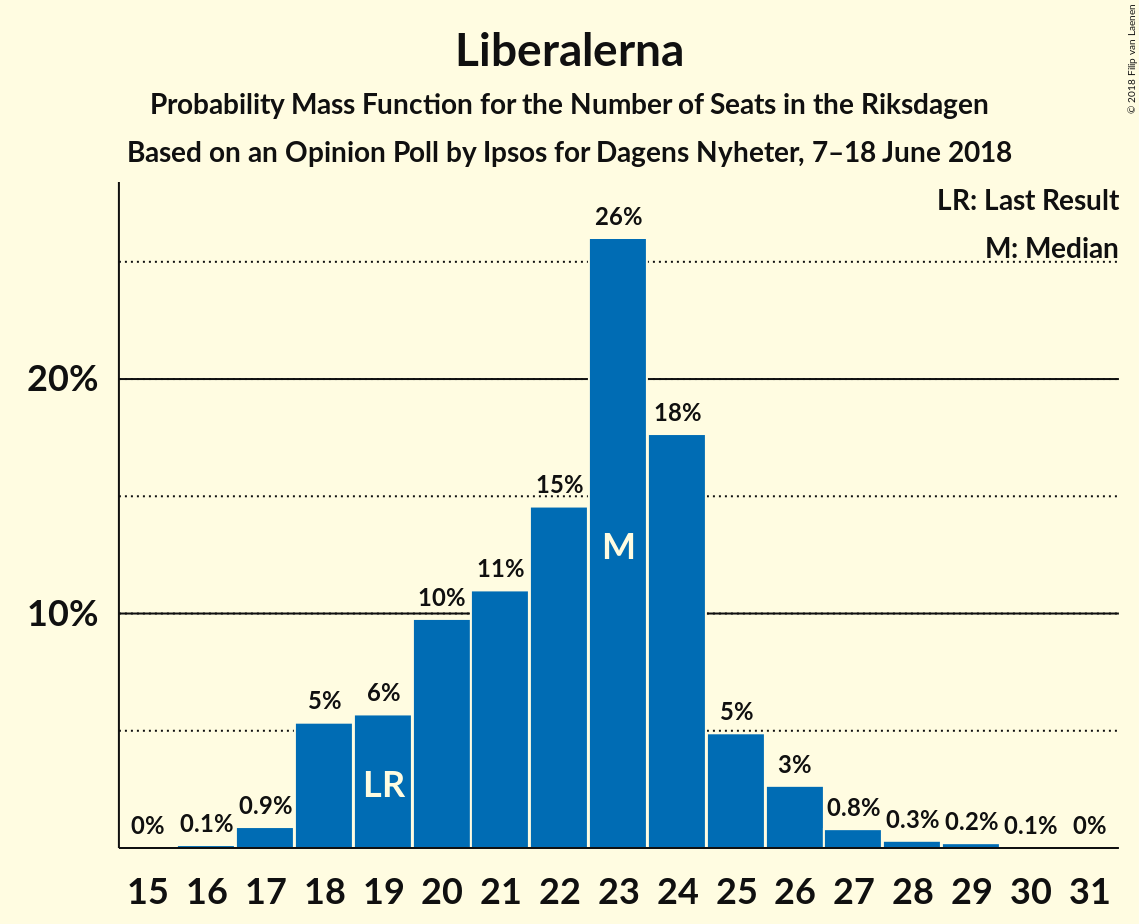 Liberalerna
Probability Mass Function for the Number of Seats in the Riksdagen
Based on an Opinion Poll by Ipsos for Dagens Nyheter, 7–18 June 2018
© 2018 Filip van Laenen
LR: Last Result
M: Median
26%
20%
18%
15%
M
11%
10%
10%
5%
6%
LR
5%
3%
0%
0.1%
0.9%
0.8%
0.3%
0.2%
0.1%
0%
15 16 17 18 19 20 21 22 23 24 25 26 27 28 29 30 31